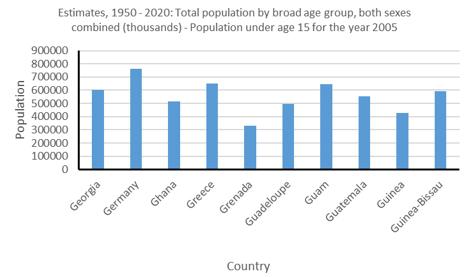 Estimates, 1950 - 2020: Total population by broad age group, both sexes
combined (thousands) - Population under age 15 for the year 2005
900000
800000
700000
600000
500000
400000
300000
200000
100000
0
Population
Georgia
Germany
Ghana
Greece
Grenada
Guadeloupe
Guam
Guatemala
Guinea
Guinea-Bissau
Country